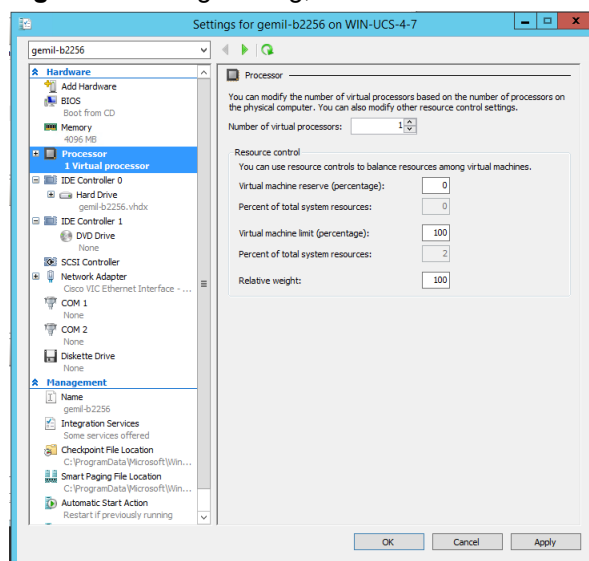 Settings for gemil-b2256 on WIN-UCS-4-7
gemil-b2256
Hardware
Add Hardware
BIOS
Boot from CD
Memory
4096 MB
Processor
1 Virtual processor
IDE Controller 0
Hard Drive
gemil-b2256.vhdx
IDE Controller 1
DVD Drive
None
SCSI Controller
Network Adapter
Cisco VIC Ethernet Interface - ...
COM 1
None
COM 2
None
Diskette Drive
None
Management
Name
gemil-b2256
Integration Services
Some services offered
Checkpoint File Location
C:\ProgramData\Microsoft\Win...
Smart Paging File Location
C:\ProgramData\Microsoft\Win...
Automatic Start Action
Restart if previously running
Processor
You can modify the number of virtual processors based on the number of processors on
the physical computer. You can also modify other resource control settings.
Number of virtual processors: 1
Resource control
You can use resource controls to balance resources among virtual machines.
Virtual machine reserve (percentage): 0
Percent of total system resources: 0
Virtual machine limit (percentage): 100
Percent of total system resources: 2
Relative weight: 100
OK Cancel Apply